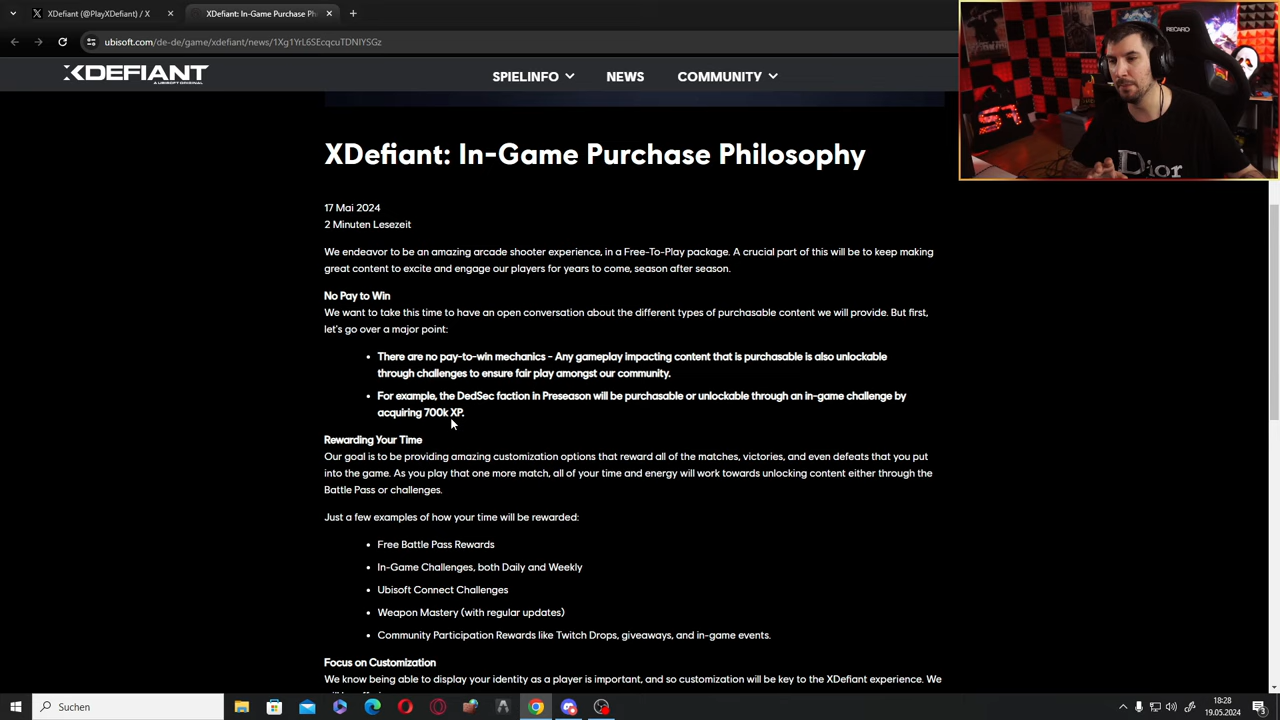 XDefiant (@PlayXDefiant) / X
XDefiant: In-Game Purchase Ph
ubisoft.com/de-de/game/xdefiant/news/1Xg1YrL6SEcqcuTDNIYSGz
XDEFIANT
A UBISOFT ORIGINAL
SPIELINFO
NEWS
COMMUNITY
RECARO
Dior
XDefiant: In-Game Purchase Philosophy
17 Mai 2024
2 Minuten Lesezeit
We endeavor to be an amazing arcade shooter experience, in a Free-To-Play package. A crucial part of this will be to keep making
great content to excite and engage our players for years to come, season after season.
No Pay to Win
We want to take this time to have an open conversation about the different types of purchasable content we will provide. But first,
let's go over a major point:
• There are no pay-to-win mechanics - Any gameplay impacting content that is purchasable is also unlockable
through challenges to ensure fair play amongst our community.
• For example, the DedSec faction in Preseason will be purchasable or unlockable through an in-game challenge by
acquiring 700k XP.
Rewarding Your Time
Our goal is to be providing amazing customization options that reward all of the matches, victories, and even defeats that you put
into the game. As you play that one more match, all of your time and energy will work towards unlocking content either through the
Battle Pass or challenges.
Just a few examples of how your time will be rewarded:
• Free Battle Pass Rewards
• In-Game Challenges, both Daily and Weekly
• Ubisoft Connect Challenges
• Weapon Mastery (with regular updates)
• Community Participation Rewards like Twitch Drops, giveaways, and in-game events.
Focus on Customization
We know being able to display your identity as a player is important, and so customization will be key to the XDefiant experience. We
Suchen
18:28
19.05.2024
3